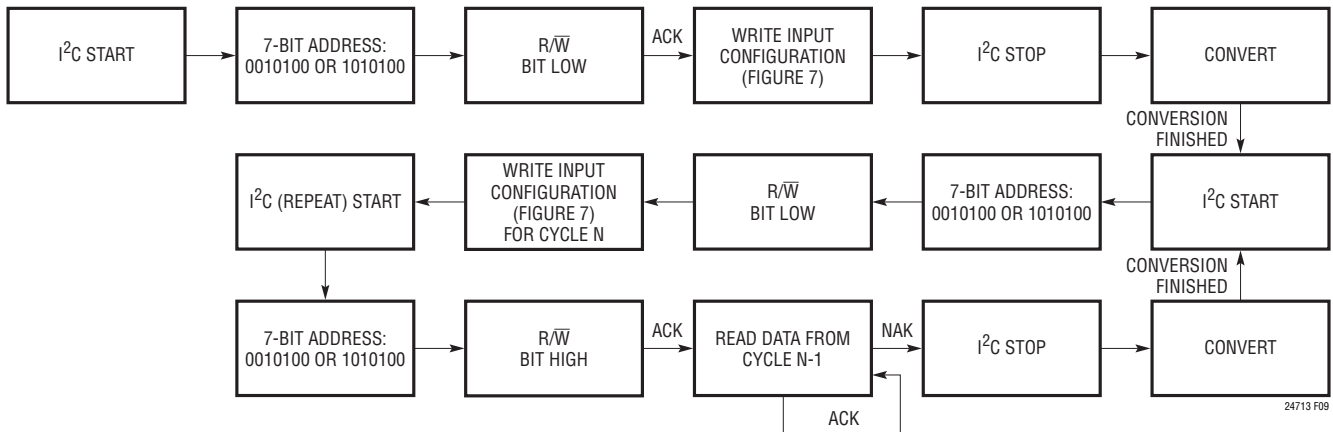 I²C START
7-BIT ADDRESS:
0010100 OR 1010100
R/W̅
BIT LOW
ACK
WRITE INPUT
CONFIGURATION
(FIGURE 7)
I²C STOP
CONVERT
CONVERSION
FINISHED
I²C (REPEAT) START
WRITE INPUT
CONFIGURATION
(FIGURE 7)
FOR CYCLE N
R/W̅
BIT LOW
7-BIT ADDRESS:
0010100 OR 1010100
I²C START
CONVERSION
FINISHED
7-BIT ADDRESS:
0010100 OR 1010100
R/W̅
BIT HIGH
ACK
READ DATA FROM
CYCLE N-1
NAK
I²C STOP
CONVERT
ACK
24713 F09